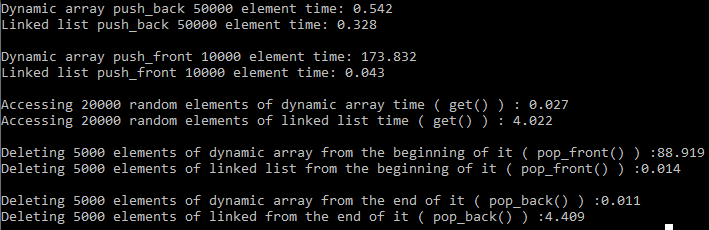 Dynamic array push_back 50000 element time: 0.542
Linked list push_back 50000 element time: 0.328
Dynamic array push_front 10000 element time: 173.832
Linked list push_front 10000 element time: 0.043
Accessing 20000 random elements of dynamic array time ( get() ) : 0.027
Accessing 20000 random elements of linked list time ( get() ) : 4.022
Deleting 5000 elements of dynamic array from the beginning of it ( pop_front() ) :88.919
Deleting 5000 elements of linked list from the beginning of it ( pop_front() ) :0.014
Deleting 5000 elements of dynamic array from the end of it ( pop_back() ) :0.011
Deleting 5000 elements of linked from the end of it ( pop_back() ) :4.409